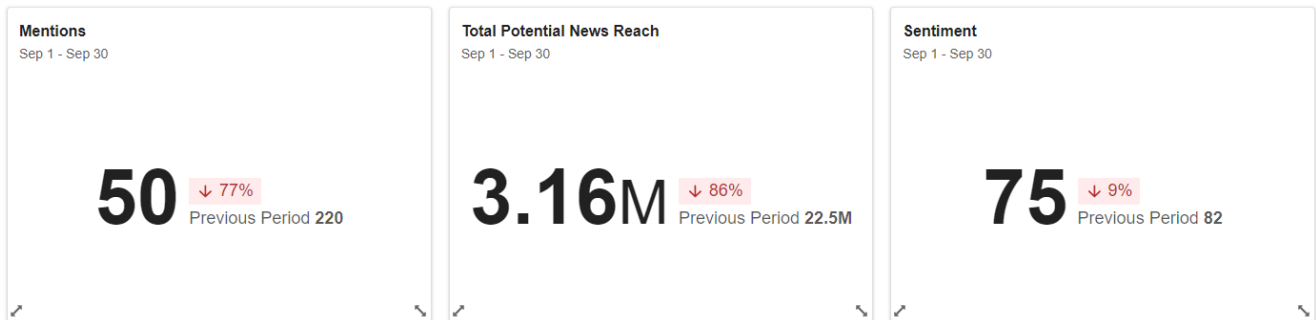 Mentions
Sep 1 - Sep 30
50
↓ 77%
Previous Period 220
Total Potential News Reach
Sep 1 - Sep 30
3.16M
↓ 86%
Previous Period 22.5M
Sentiment
Sep 1 - Sep 30
75
↓ 9%
Previous Period 82